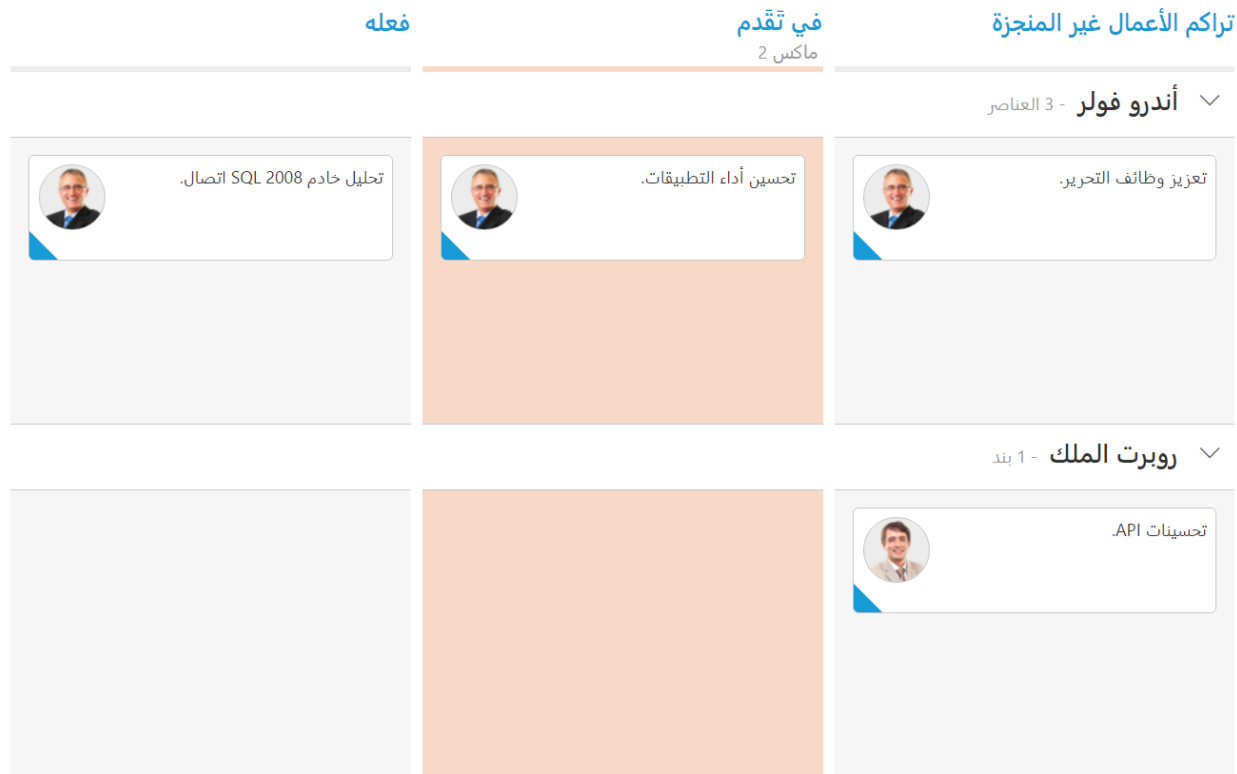 تراكم الأعمال غير المنجزة
في تَقَدم
ماكس 2
فعله
أندرو فولر - 3 العناصر
تعزيز وظائف التحرير.
تحسين أداء التطبيقات.
تحليل خادم SQL 2008 اتصال.
روبرت الملك - 1 بند
تحسينات API.